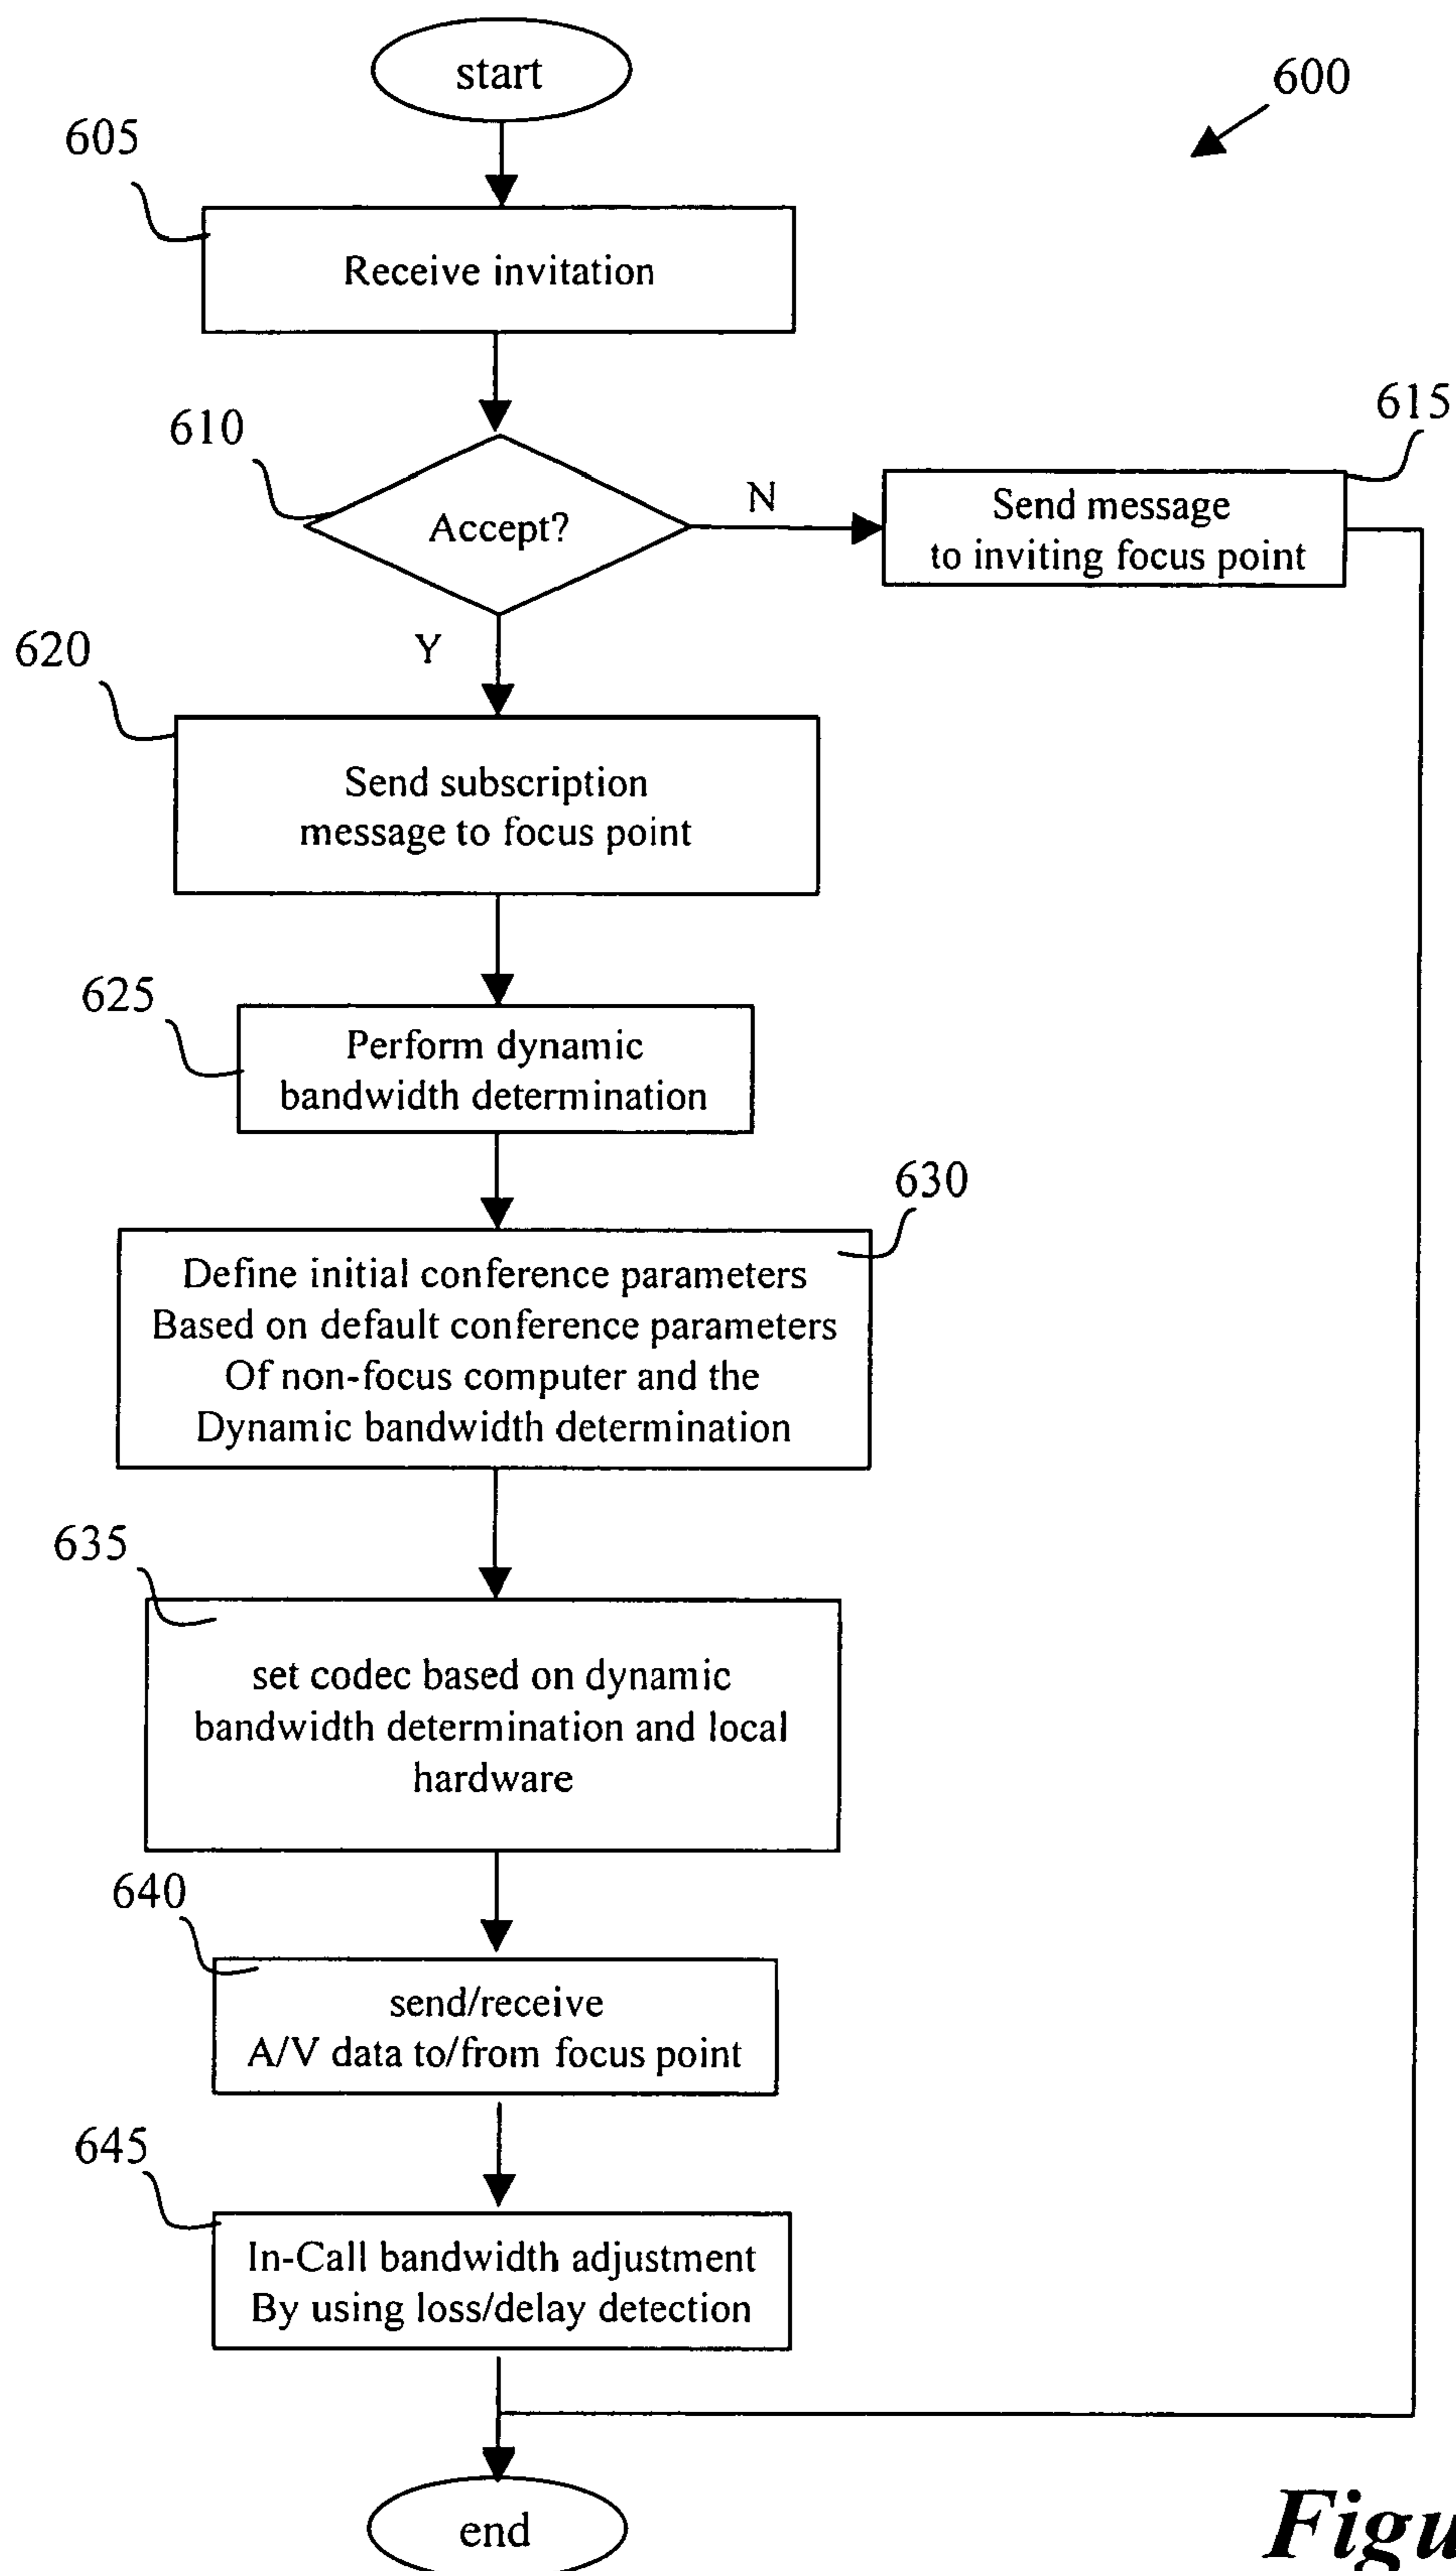 start
600
605
Receive invitation
610
Accept?
N
615
Send message
to inviting focus point
Y
620
Send subscription
message to focus point
625
Perform dynamic
bandwidth determination
630
Define initial conference parameters
Based on default conference parameters
Of non-focus computer and the
Dynamic bandwidth determination
635
set codec based on dynamic
bandwidth determination and local
hardware
640
send/receive
A/V data to/from focus point
645
In-Call bandwidth adjustment
By using loss/delay detection
end
Figu